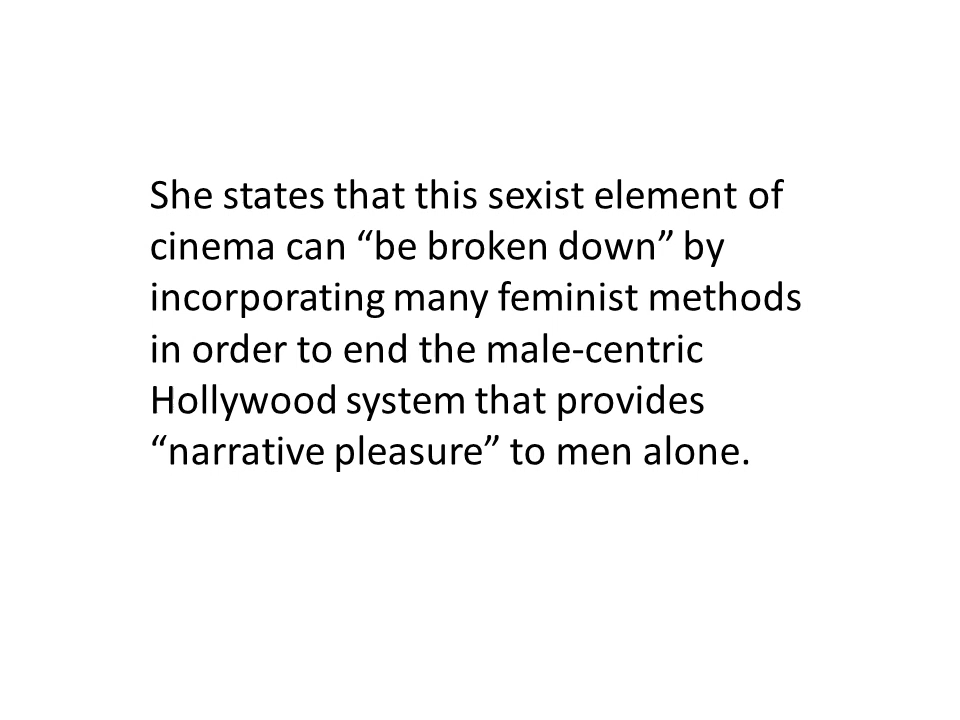 She states that this sexist element of
cinema can “be broken down” by
incorporating many feminist methods
in order to end the male-centric
Hollywood system that provides
“narrative pleasure” to men alone.